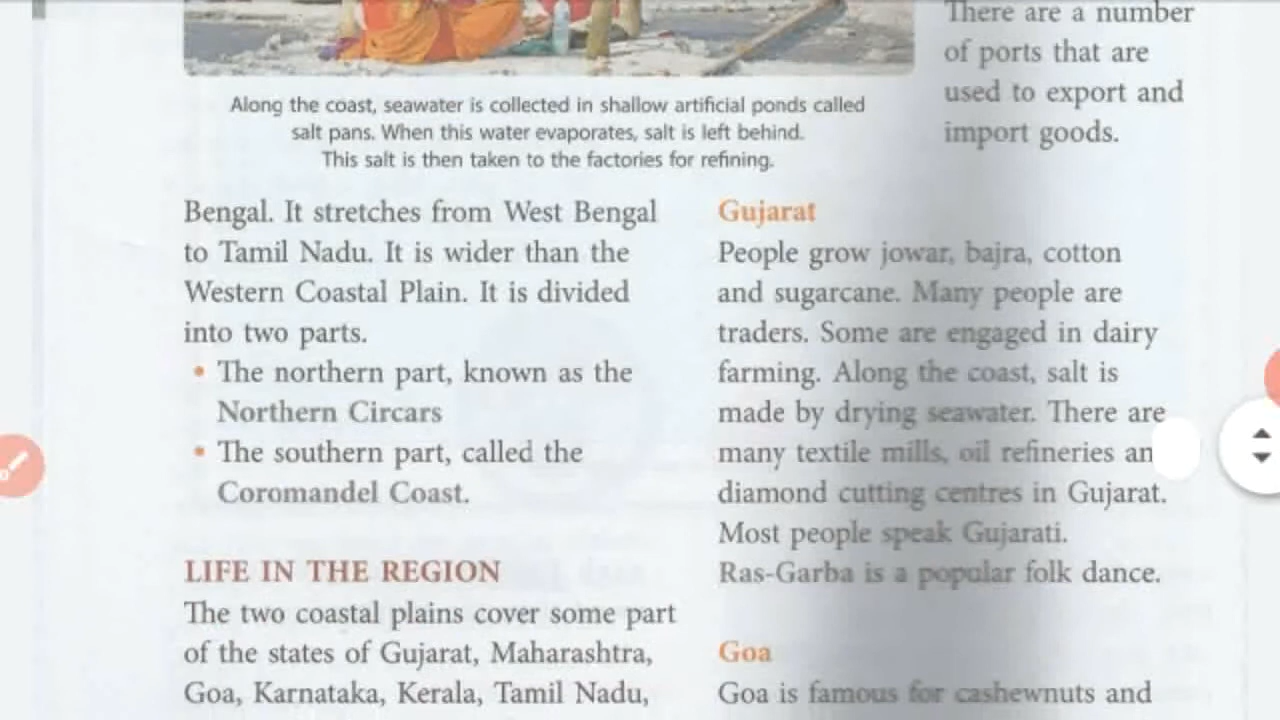 There are a number
of ports that are
used to export and
import goods.
Along the coast, seawater is collected in shallow artificial ponds called
salt pans. When this water evaporates, salt is left behind.
This salt is then taken to the factories for refining.
Bengal. It stretches from West Bengal
to Tamil Nadu. It is wider than the
Western Coastal Plain. It is divided
into two parts.
• The northern part, known as the
Northern Circars
• The southern part, called the
Coromandel Coast.
LIFE IN THE REGION
The two coastal plains cover some part
of the states of Gujarat, Maharashtra,
Goa, Karnataka, Kerala, Tamil Nadu,
Gujarat
People grow jowar, bajra, cotton
and sugarcane. Many people are
traders. Some are engaged in dairy
farming. Along the coast, salt is
made by drying seawater. There are
many textile mills, oil refineries an
diamond cutting centres in Gujarat.
Most people speak Gujarati.
Ras-Garba is a popular folk dance.
Goa
Goa is famous for cashewnuts and